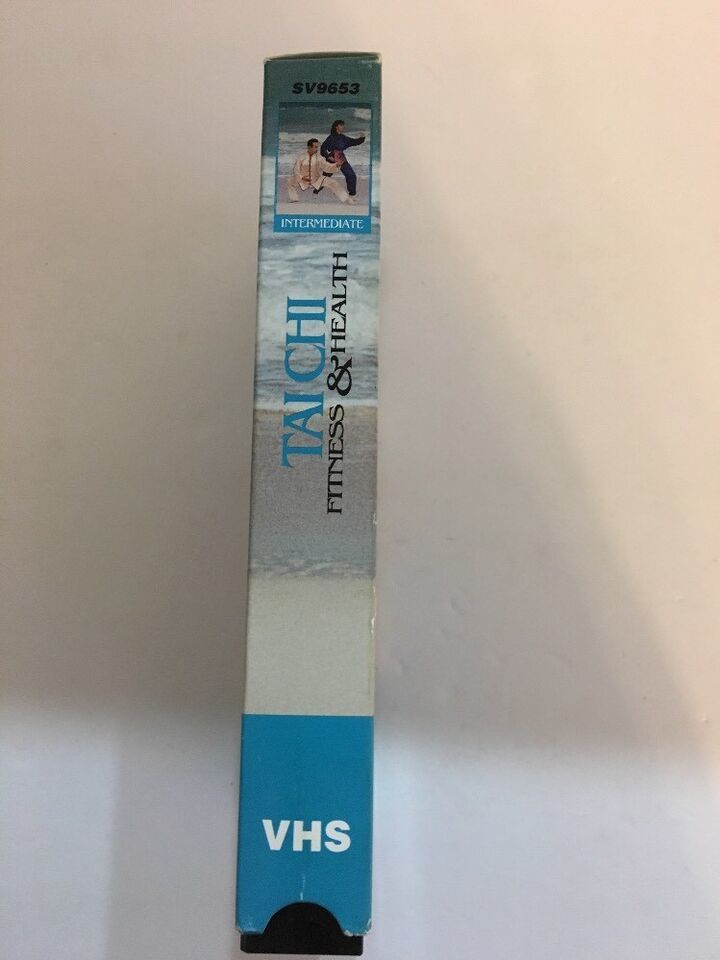 SV9653
INTERMEDIATE
TAI CHI
FITNESS & HEALTH
VHS